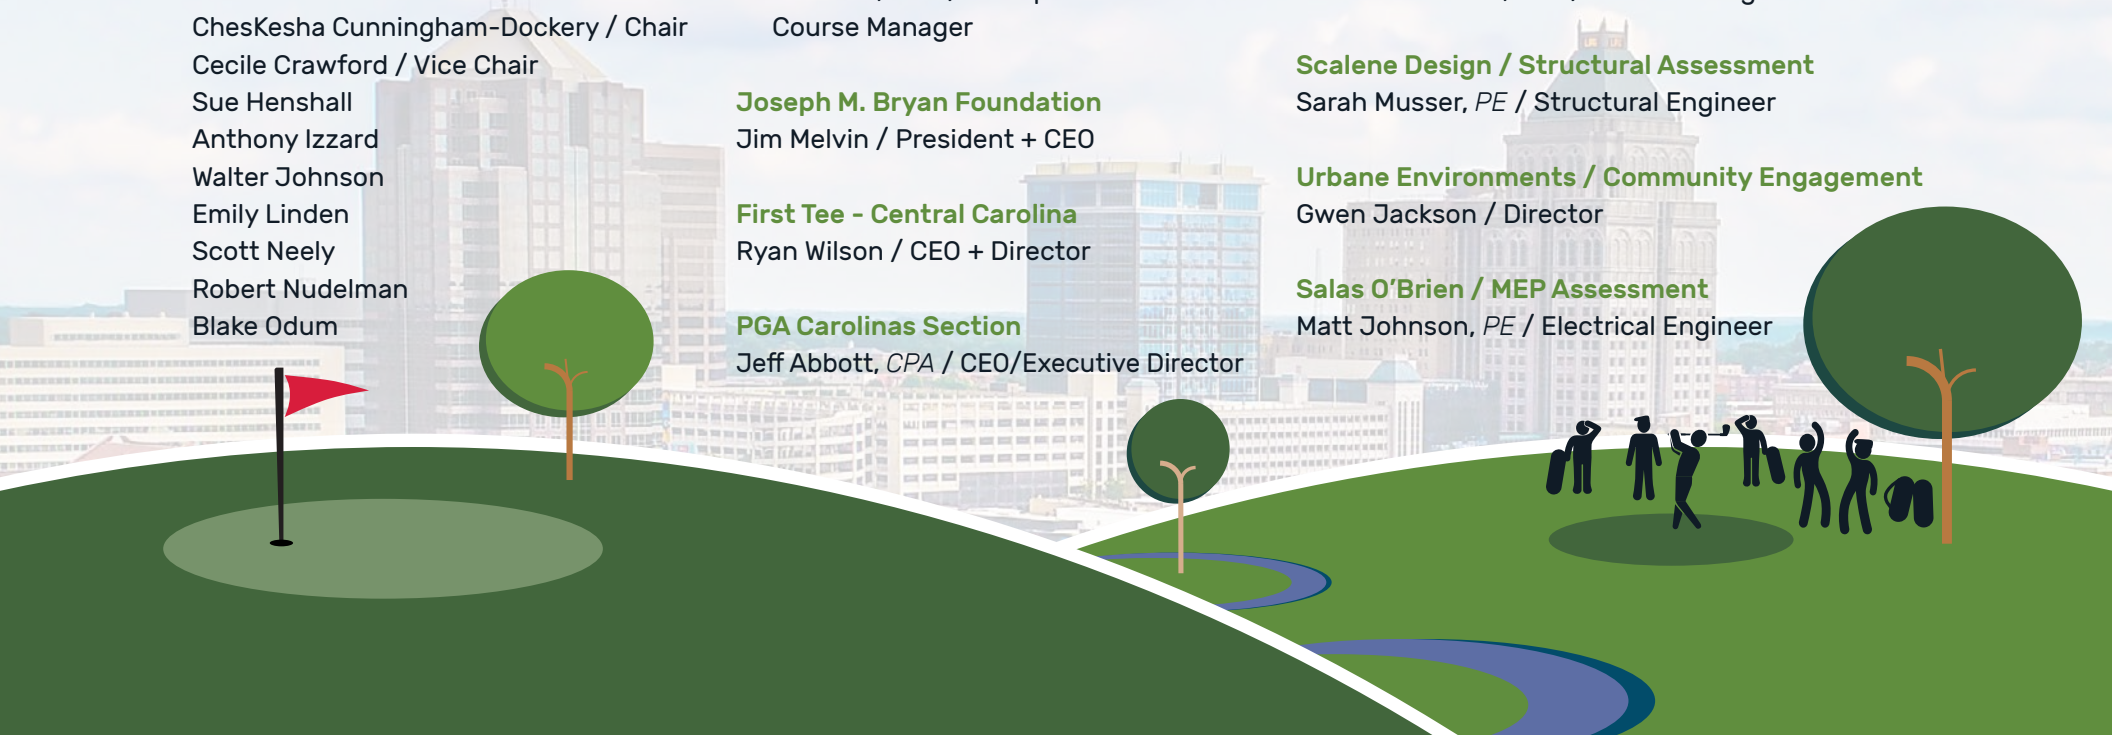 ChesKesha Cunningham-Dockery / Chair
Cecile Crawford / Vice Chair
Sue Henshall
Anthony Izzard
Walter Johnson
Emily Linden
Scott Neely
Robert Nudelman
Blake Odum
Course Manager
Joseph M. Bryan Foundation
Jim Melvin / President + CEO
First Tee - Central Carolina
Ryan Wilson / CEO + Director
PGA Carolinas Section
Jeff Abbott, CPA / CEO/Executive Director
Scalene Design / Structural Assessment
Sarah Musser, PE / Structural Engineer
Urbane Environments / Community Engagement
Gwen Jackson / Director
Salas O’Brien / MEP Assessment
Matt Johnson, PE / Electrical Engineer